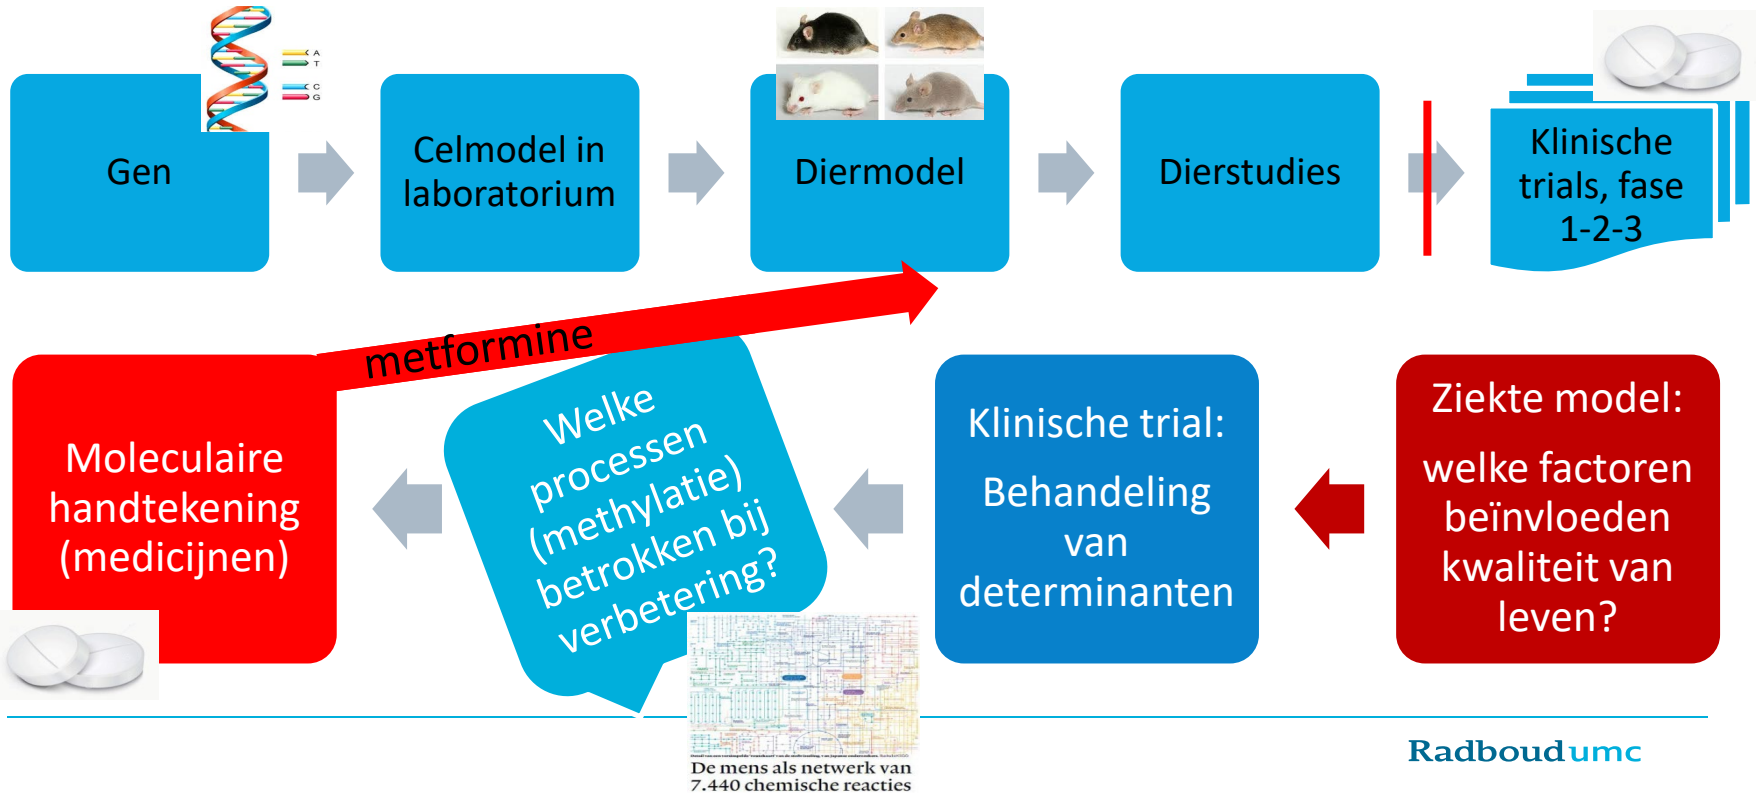 A
T
C
G
Gen
Celmodel in
laboratorium
Diermodel
Dierstudies
Klinische
trials, fase
1-2-3
metformine
Moleculaire
handtekening
(medicijnen)
Welke
processen
(methylatie)
betrokken bij
verbetering?
Klinische trial:
Behandeling
van
determinanten
Ziekte model:
welke factoren
beïnvloeden
kwaliteit van
leven?
De mens als netwerk van
7.440 chemische reacties
Radboudumc